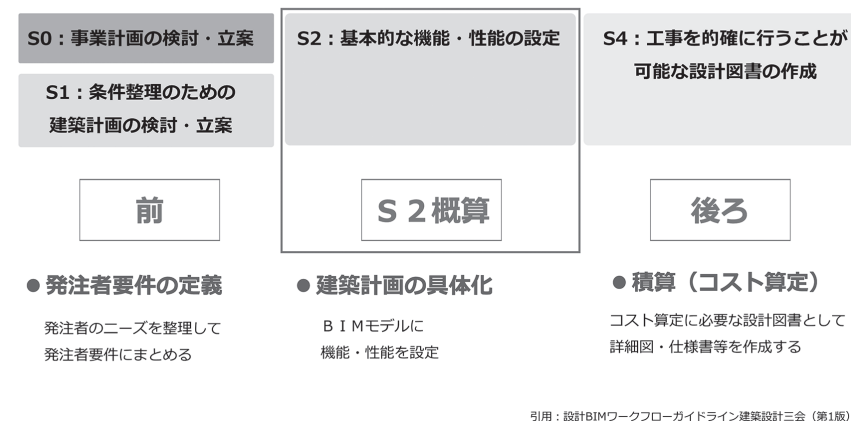 S0：事業計画の検討・立案
S1：条件整理のための
建築計画の検討・立案
S2：基本的な機能・性能の設定
S4：工事を的確に行うことが
可能な設計図書の作成
前
S２概算
後ろ
●発注者要件の定義
発注者のニーズを整理して
発注者要件にまとめる
●建築計画の具体化
ＢＩＭモデルに
機能・性能を設定
●積算（コスト算定）
コスト算定に必要な設計図書として
詳細図・仕様書等を作成する
引用：設計BIMワークフローガイドライン建築設計三会（第1版）